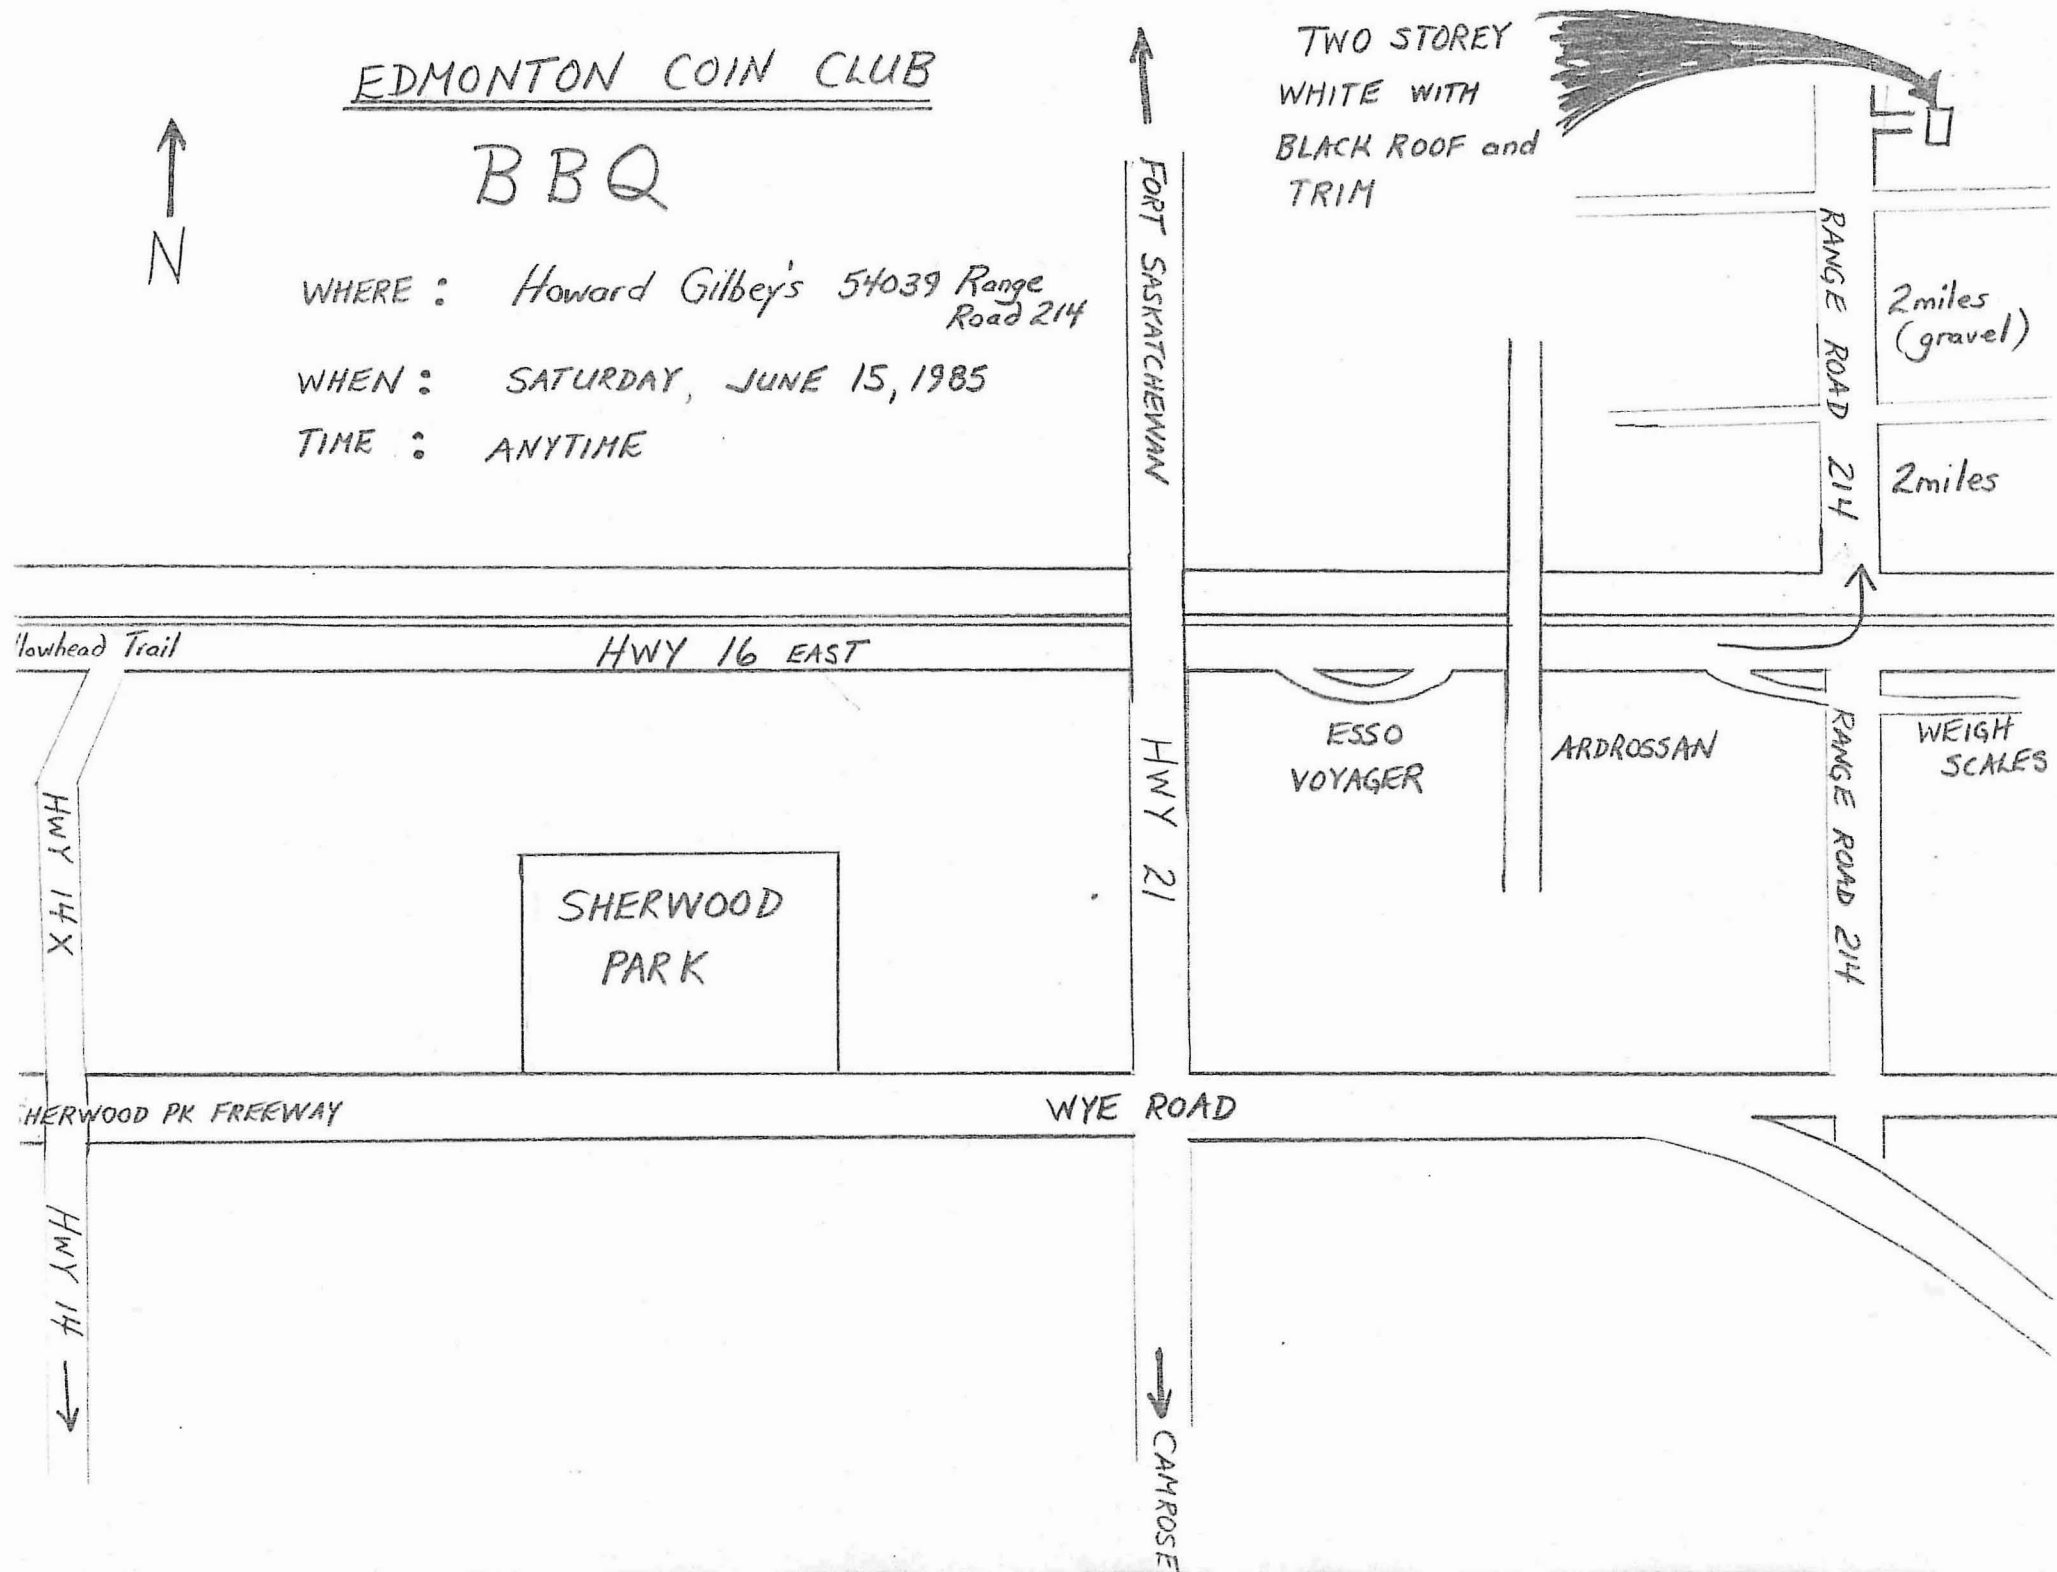 EDMONTON COIN CLUB
BBQ
N
WHERE : Howard Gilbey's 54039 Range
Road 214
WHEN : SATURDAY, JUNE 15, 1985
TIME : ANYTIME
TWO STOREY
WHITE WITH
BLACK ROOF and
TRIM
FORT SASKATCHEWAN
RANGE ROAD 214
2miles
(gravel)
2miles
lowhead Trail
HWY 16 EAST
HWY 14X
SHERWOOD
PARK
HWY 21
ESSO
VOYAGER
ARDROSSAN
RANGE ROAD 214
WEIGH
SCALES
HERWOOD PK FREEWAY
WYE ROAD
HWY 14
CAMROSE